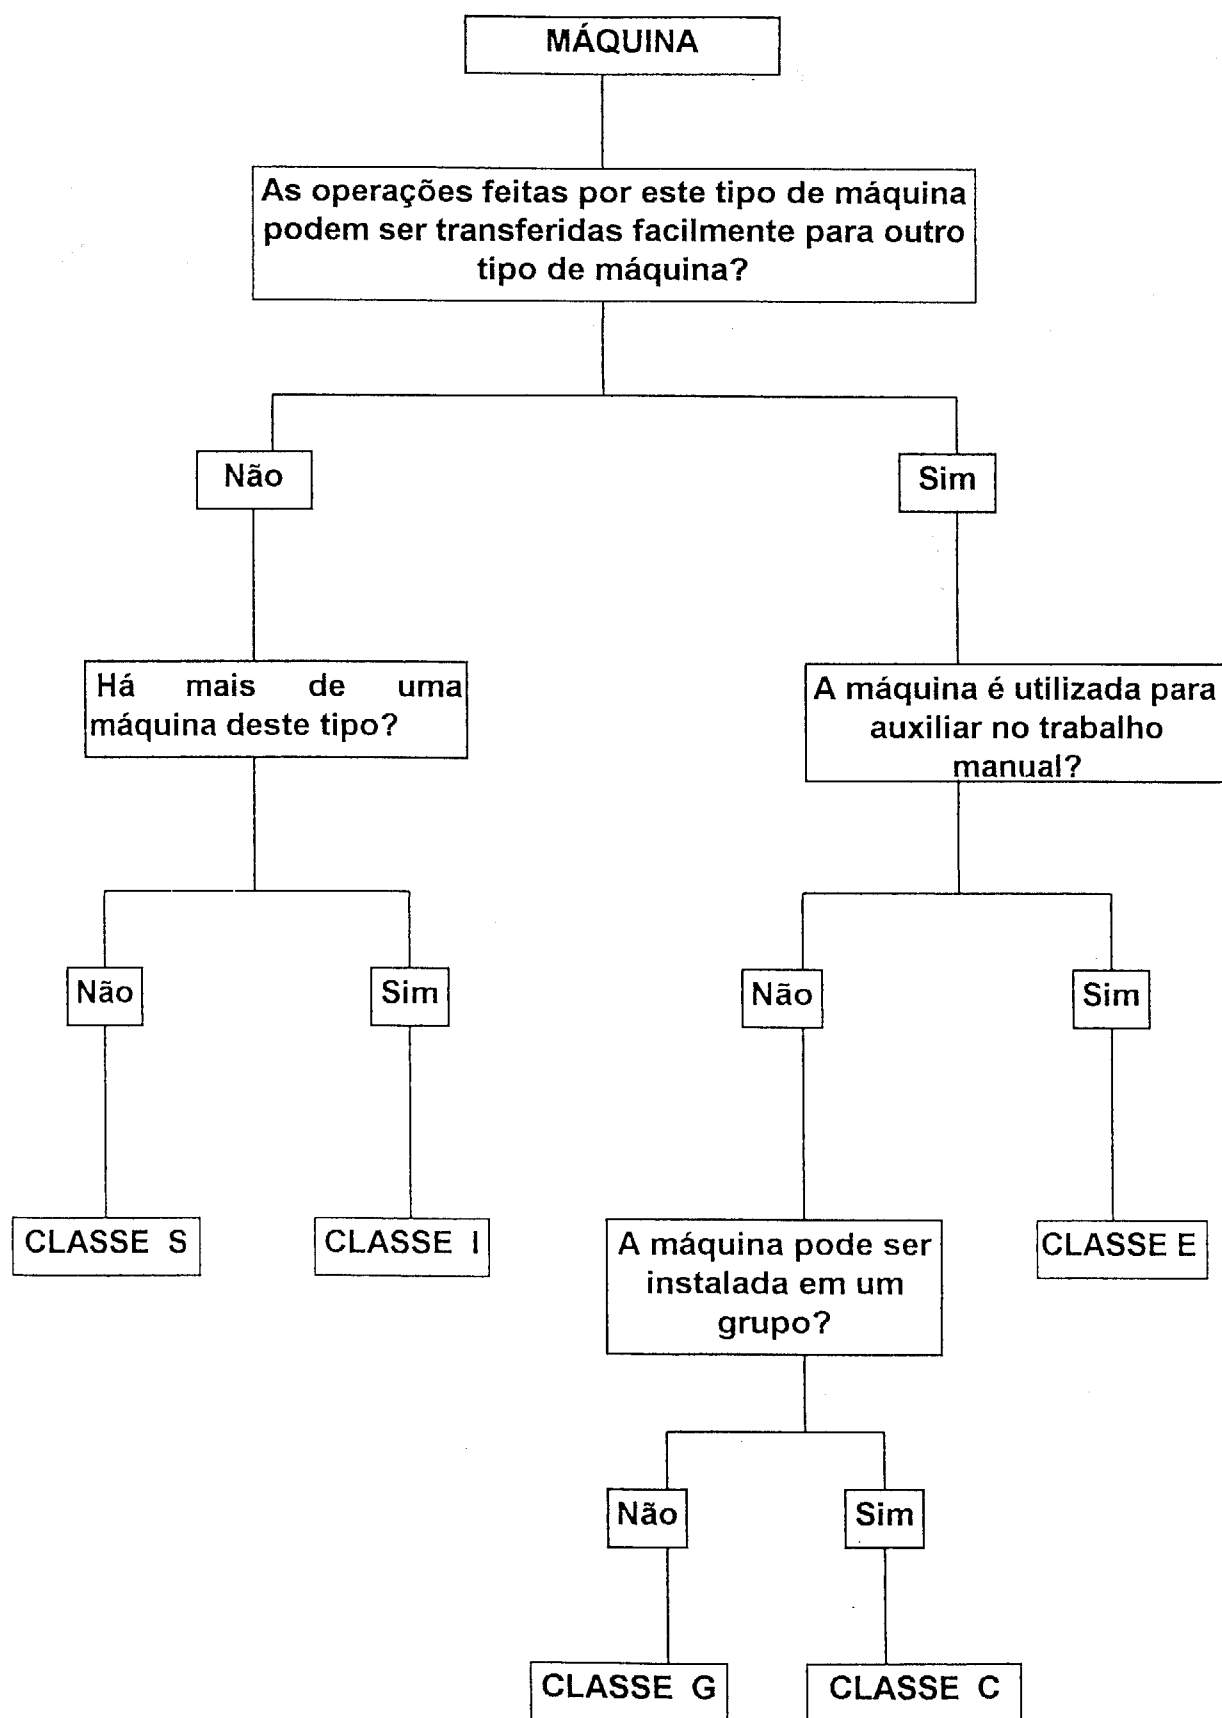 MÁQUINA
As operações feitas por este tipo de máquina
podem ser transferidas facilmente para outro
tipo de máquina?
Não
Sim
Há mais de uma
máquina deste tipo?
A máquina é utilizada para
auxiliar no trabalho
manual?
Não
Sim
Não
Sim
CLASSE S
CLASSE I
A máquina pode ser
instalada em um
grupo?
CLASSE E
Não
Sim
CLASSE G
CLASSE C